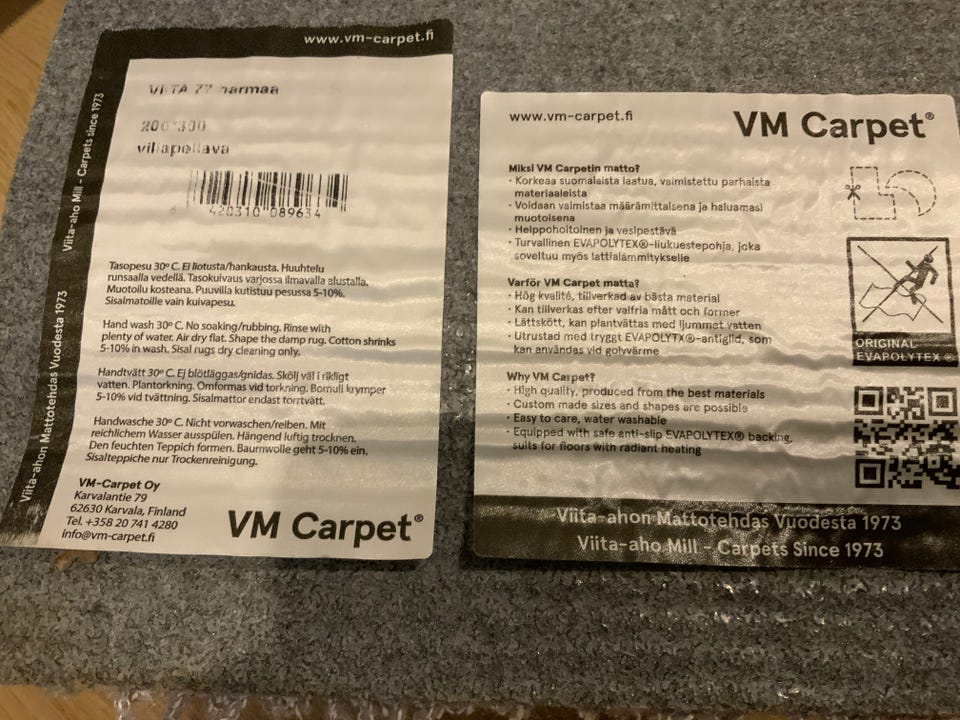 www.vm-carpet.fi
VIITA 77 harmaa
200*300
villapellava
6 420310 089634
Tasopesu 30º C. Ei liotusta/hankausta. Huuhtelu
runsaalla vedellä. Tasokuivaus varjossa ilmavalla alustalla.
Muotoilu kosteana. Puuvilla kutistuu pesussa 5-10%.
Sisalmatoille vain kuivapesu.
Hand wash 30º C. No soaking/rubbing. Rinse with
plenty of water. Air dry flat. Shape the damp rug. Cotton shrinks
5-10% in wash. Sisal rugs dry cleaning only.
Handtvätt 30º C. Ej blötläggas/gnidas. Skölj väl i rikligt
vatten. Plantorkning. Omformas vid torkning. Bomull krymper
5-10% vid tvättning. Sisalmattor endast torrtvätt.
Handwasche 30º C. Nicht vorwaschen/reiben. Mit
reichlichem Wasser ausspülen. Hängend luftig trocknen.
Den feuchten Teppich formen. Baumwolle geht 5-10% ein.
Sisalteppiche nur Trockenreinigung.
VM-Carpet Oy
Karvalantie 79
62630 Karvala, Finland
Tel. +358 20 741 4280
info@vm-carpet.fi
VM Carpet®
Viita-ahon Mattotehdas Vuodesta 1973
Viita-aho Mill - Carpets since 1973
www.vm-carpet.fi
VM Carpet®
Miksi VM Carpetin matto?
· Korkeaa suomalaista laatua, valmistettu parhaista
materiaaleista
· Voidaan valmistaa määrämittaisena ja haluamasi
muotoisena
· Helppohoitoinen ja vesipestävä
· Turvallinen EVAPOLYTEX®-liukuestepohja, joka
soveltuu myös lattialämmitykselle
Varför VM Carpet matta?
· Hög kvalité, tillverkad av bästa material
· Kan tillverkas efter valfria mått och former
· Lättskött, kan plantvättas med ljummet vatten
· Utrustad med tryggt EVAPOLYTX®-antiglid, som
kan användas vid golvvärme
Why VM Carpet?
· High quality, produced from the best materials
· Custom made sizes and shapes are possible
· Easy to care, water washable
· Equipped with safe anti-slip EVAPOLYTEX® backing,
suits for floors with radiant heating
ORIGINAL
EVAPOLYTEX®
Viita-ahon Mattotehdas Vuodesta 1973
Viita-aho Mill - Carpets Since 1973